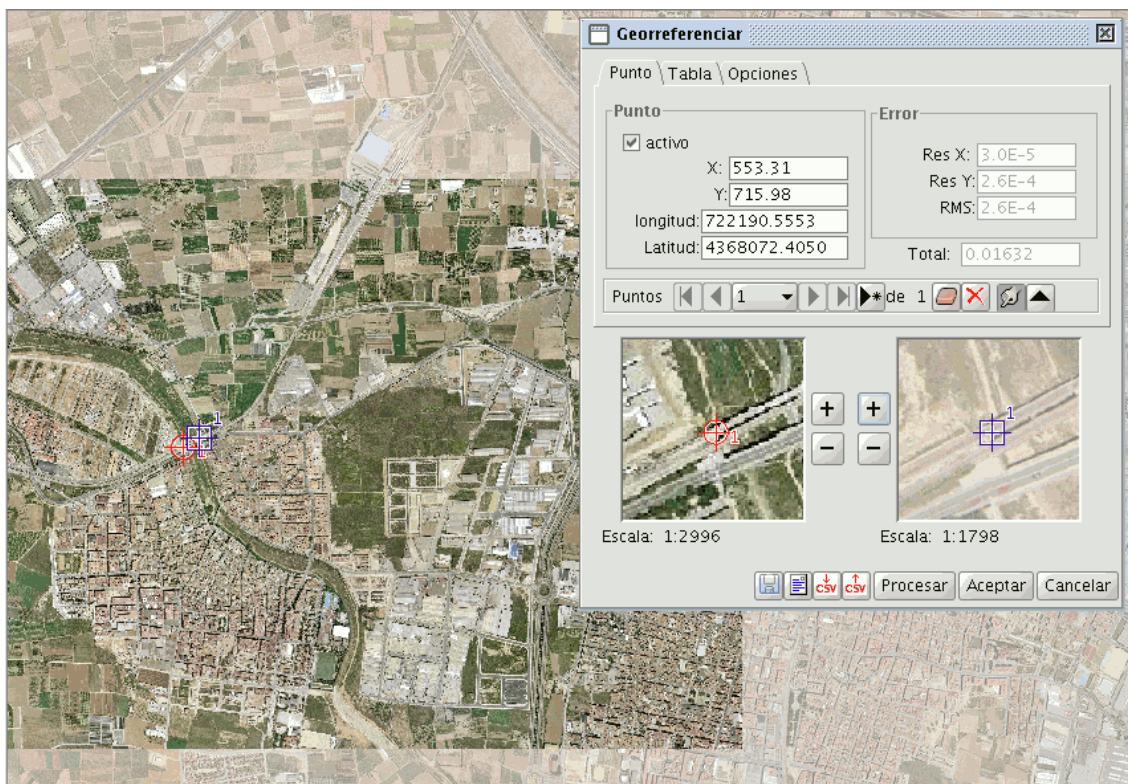 Georreferenciar
Punto Tabla Opciones
Punto
activo
X: 553.31
Y: 715.98
longitud: 722190.5553
Latitud: 4368072.4050
Error
Res X: 3.0E-5
Res Y: 2.6E-4
RMS: 2.6E-4
Total: 0.01632
Puntos 1 de 1
1
1
1
1
Escala: 1:2996
Escala: 1:1798
CSV CSV Procesar Aceptar Cancelar